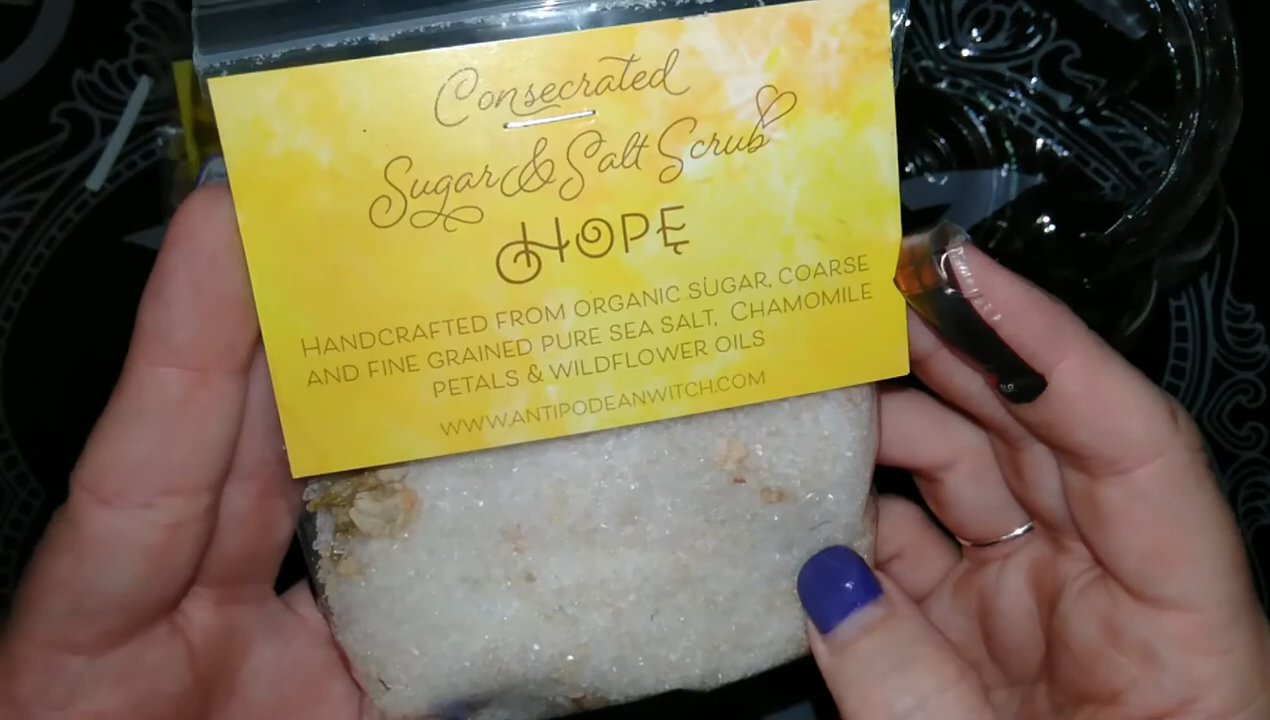 Consecrated
Sugar & Salt Scrub
HOPE
HANDCRAFTED FROM ORGANIC SUGAR, COARSE
AND FINE GRAINED PURE SEA SALT, CHAMOMILE
PETALS & WILDFLOWER OILS
WWW.ANTIPODEANWITCH.COM